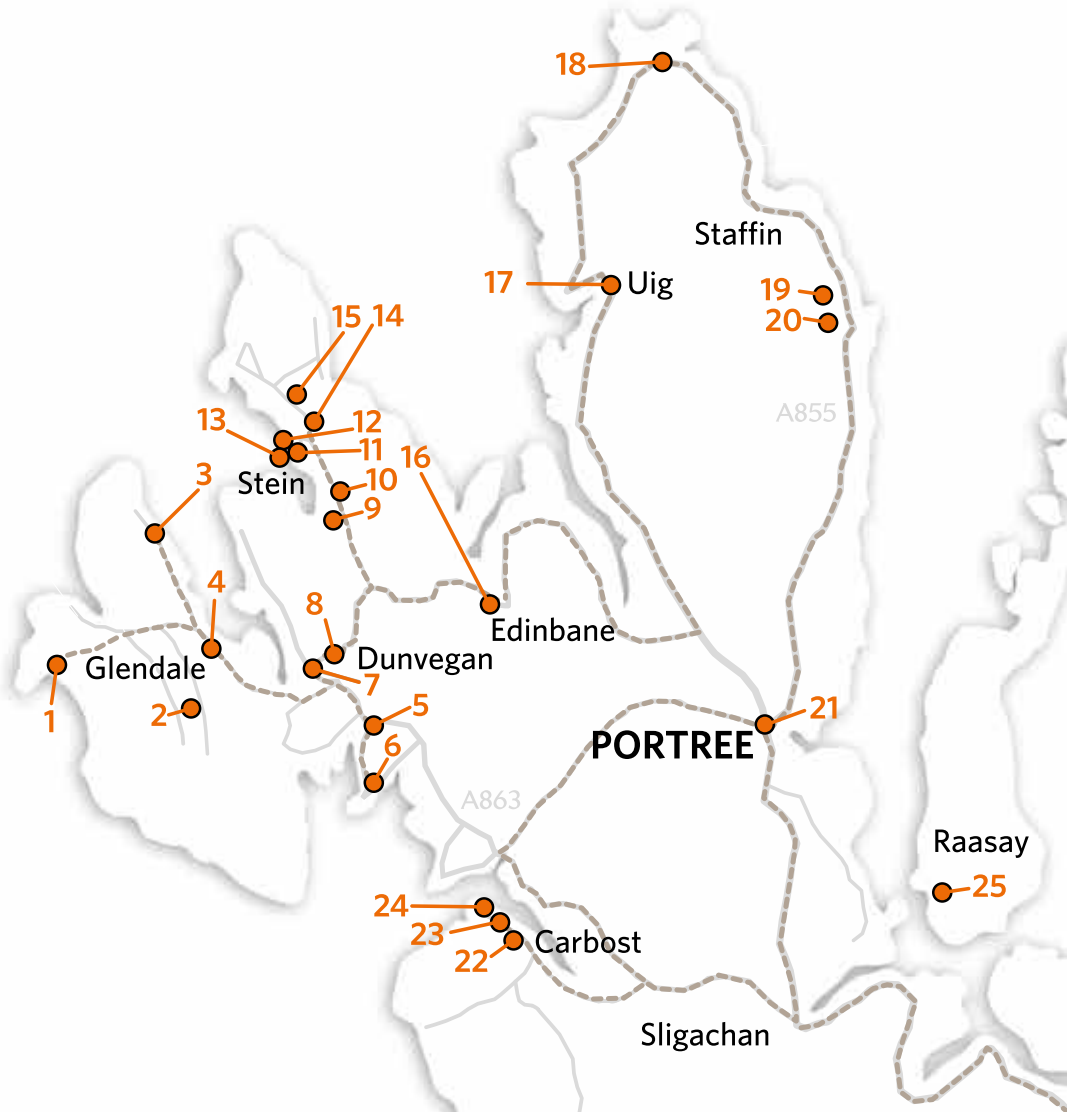 18
Staffin
17
Uig
19
20
15
14
A855
13
12
11
16
Stein
10
3
9
4
8
Edinbane
Glendale
Dunvegan
7
1
2
5
21
6
PORTREE
A863
Raasay
25
24
23
Carbost
22
Sligachan